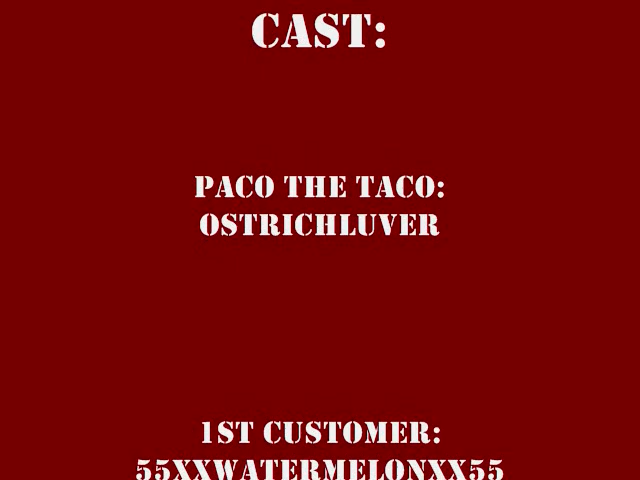 CAST:
PACO THE TACO:
OSTRICHLUVER
1ST CUSTOMER:
55XXWATERMELONXX55